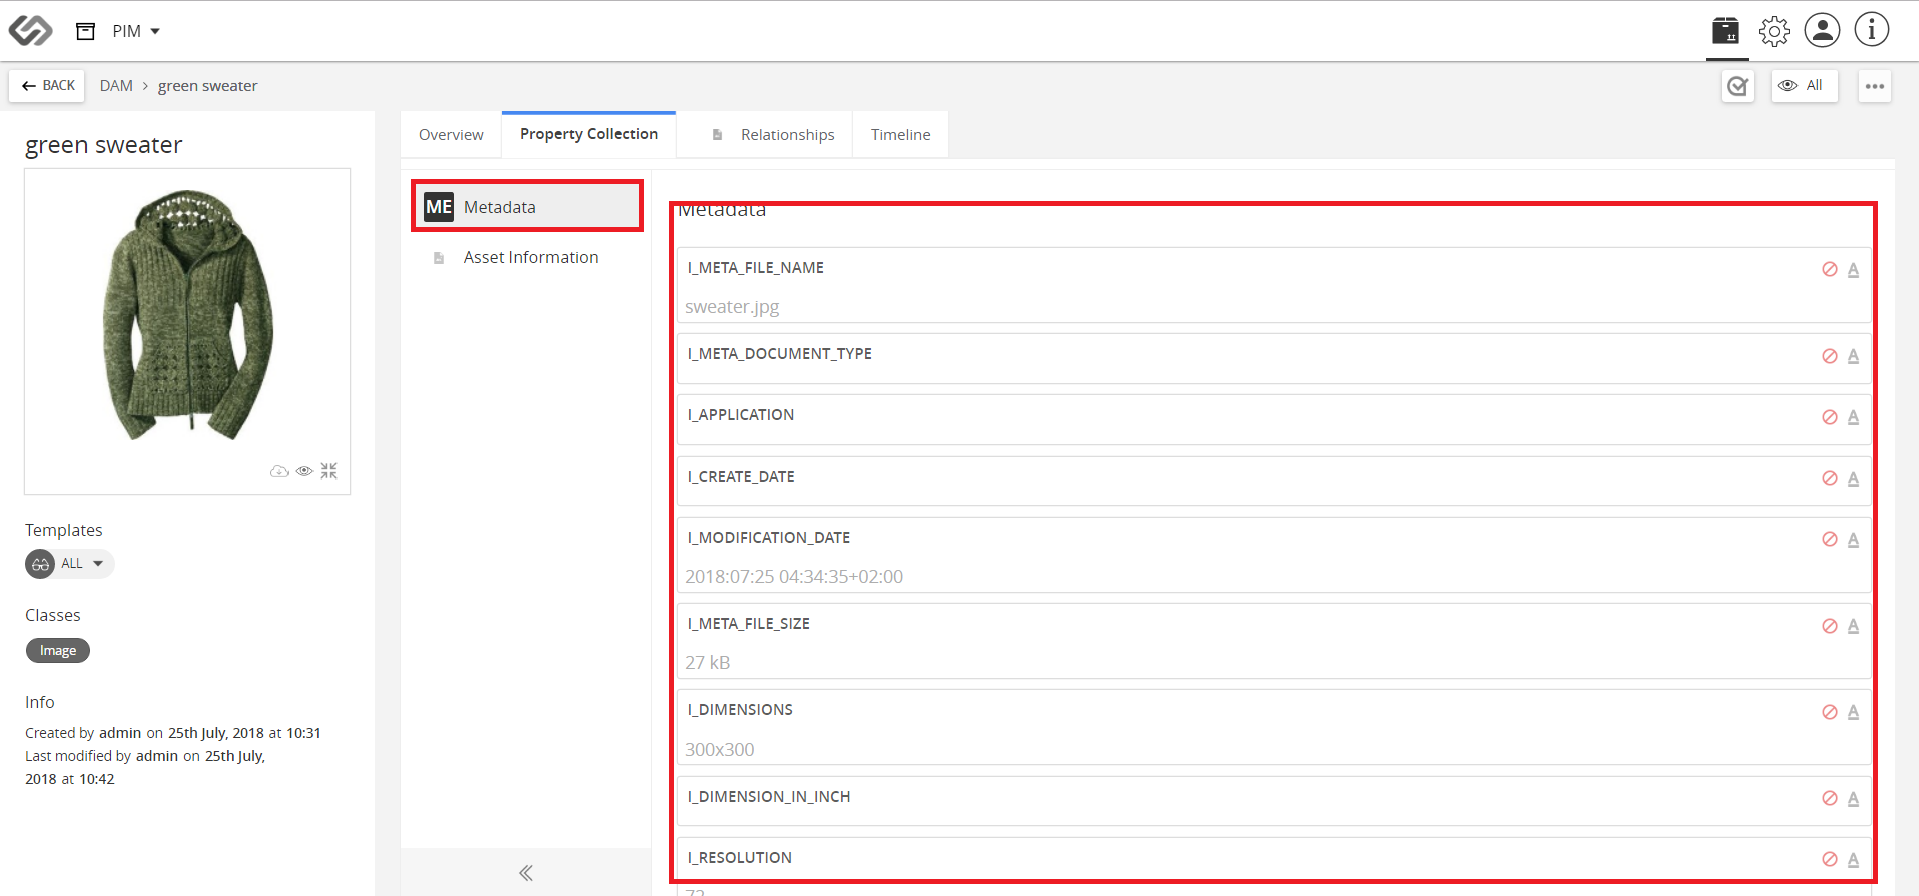 PIM
BACK
DAM > green sweater
All
green sweater
Templates
ALL
Classes
Image
Info
Created by admin on 25th July, 2018 at 10:31
Last modified by admin on 25th July,
2018 at 10:42
Overview
Property Collection
Relationships
Timeline
ME Metadata
Asset Information
Metadata
I_META_FILE_NAME
A
sweater.jpg
I_META_DOCUMENT_TYPE
A
I_APPLICATION
A
I_CREATE_DATE
A
I_MODIFICATION_DATE
A
2018:07:25 04:34:35+02:00
I_META_FILE_SIZE
A
27 kB
I_DIMENSIONS
A
300x300
I_DIMENSION_IN_INCH
A
I_RESOLUTION
A
72